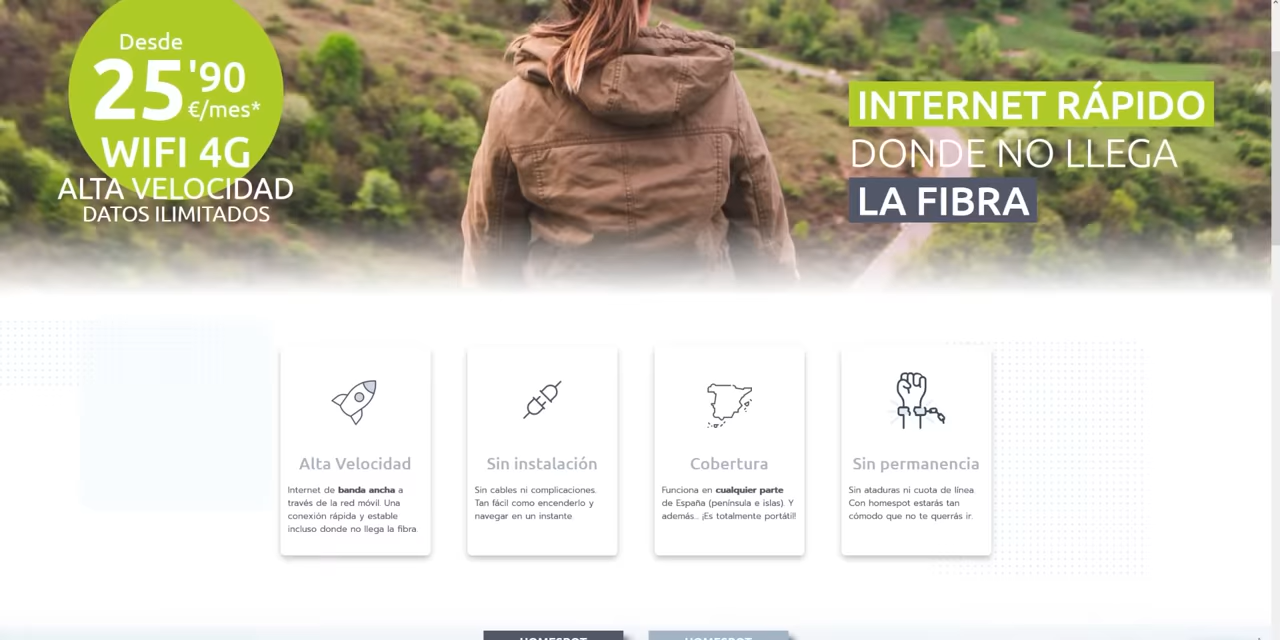 Desde
25'90
€/mes*
WIFI 4G
ALTA VELOCIDAD
DATOS ILIMITADOS
INTERNET RÁPIDO
DONDE NO LLEGA
LA FIBRA
Alta Velocidad
Internet de banda ancha a
través de la red móvil. Una
conexión rápida y estable
incluso donde no llega la fibra.
Sin instalación
Sin cables ni complicaciones.
Tan fácil como encenderlo y
navegar en un instante.
Cobertura
Funciona en cualquier parte
de España (península e islas). Y
además... ¡Es totalmente portátil!
Sin permanencia
Sin ataduras ni cuota de línea.
Con homespot estarás tan
cómodo que no te querrás ir.
HOMESPOT
HOMESPOT